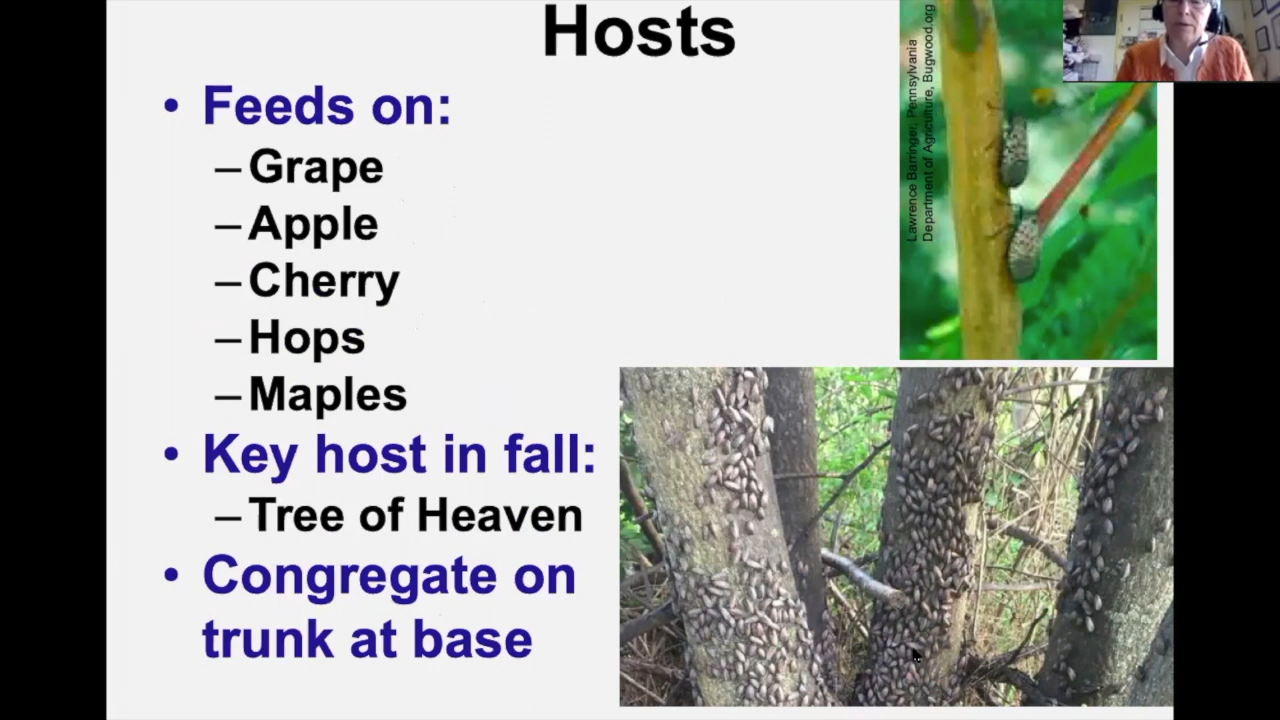 Hosts
• Feeds on:
– Grape
– Apple
– Cherry
– Hops
– Maples
• Key host in fall:
– Tree of Heaven
• Congregate on
trunk at base
Lawrence Barringer, Pennsylvania
Department of Agriculture, Bugwood.org